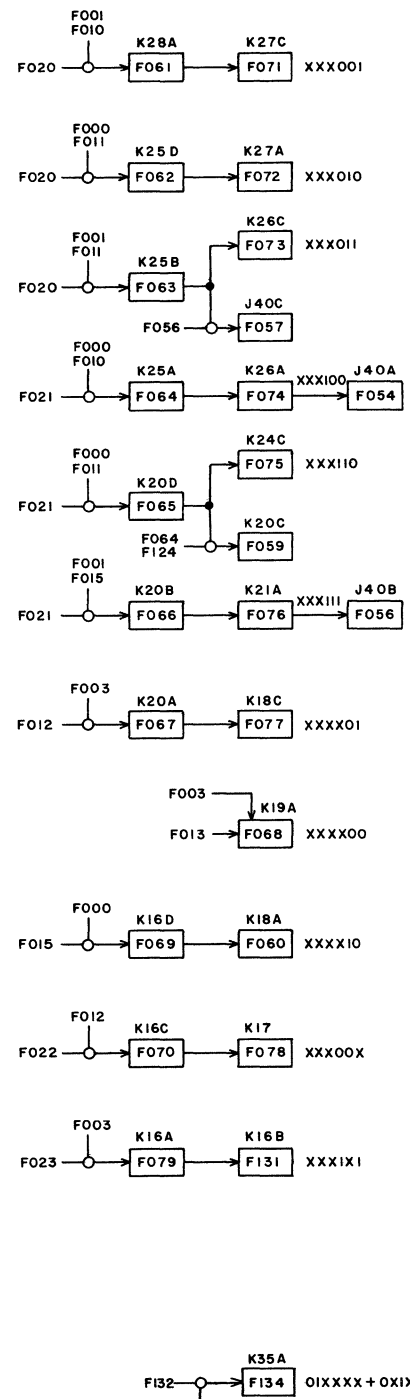 F001
F010
K28A K27C
F020 F061 F071 XXX001
F000
F011
K25D K27A
F020 F062 F072 XXX010
F001
F011
K26C
F073 XXX011
K25B
F020 F063
J40C
F056 F057
F000
F010
K25A K26A XXX100 J40A
F021 F064 F074 F054
F000
F011
K24C
F075 XXX110
K20D
F021 F065
F064
F124
K20C
F059
F001
F015
K20B K21A XXX111 J40B
F021 F066 F076 F056
F003
K20A K18C
F012 F067 F077 XXXX01
F003
K19A
F013 F068 XXXX00
F000
K16D K18A
F015 F069 F060 XXXX10
F012
K16C K17
F022 F070 F078 XXX00X
F003
K16A K16B
F023 F079 F131 XXX1X1
K35A
F132 F134 01XXXX + 0X1X